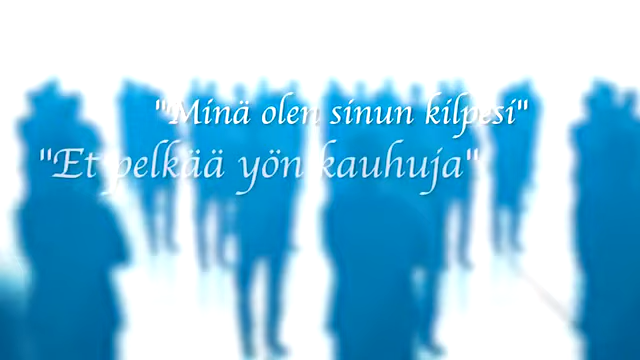 "Minä olen sinun kilpesi"
"Et pelkää yön kauhuja"